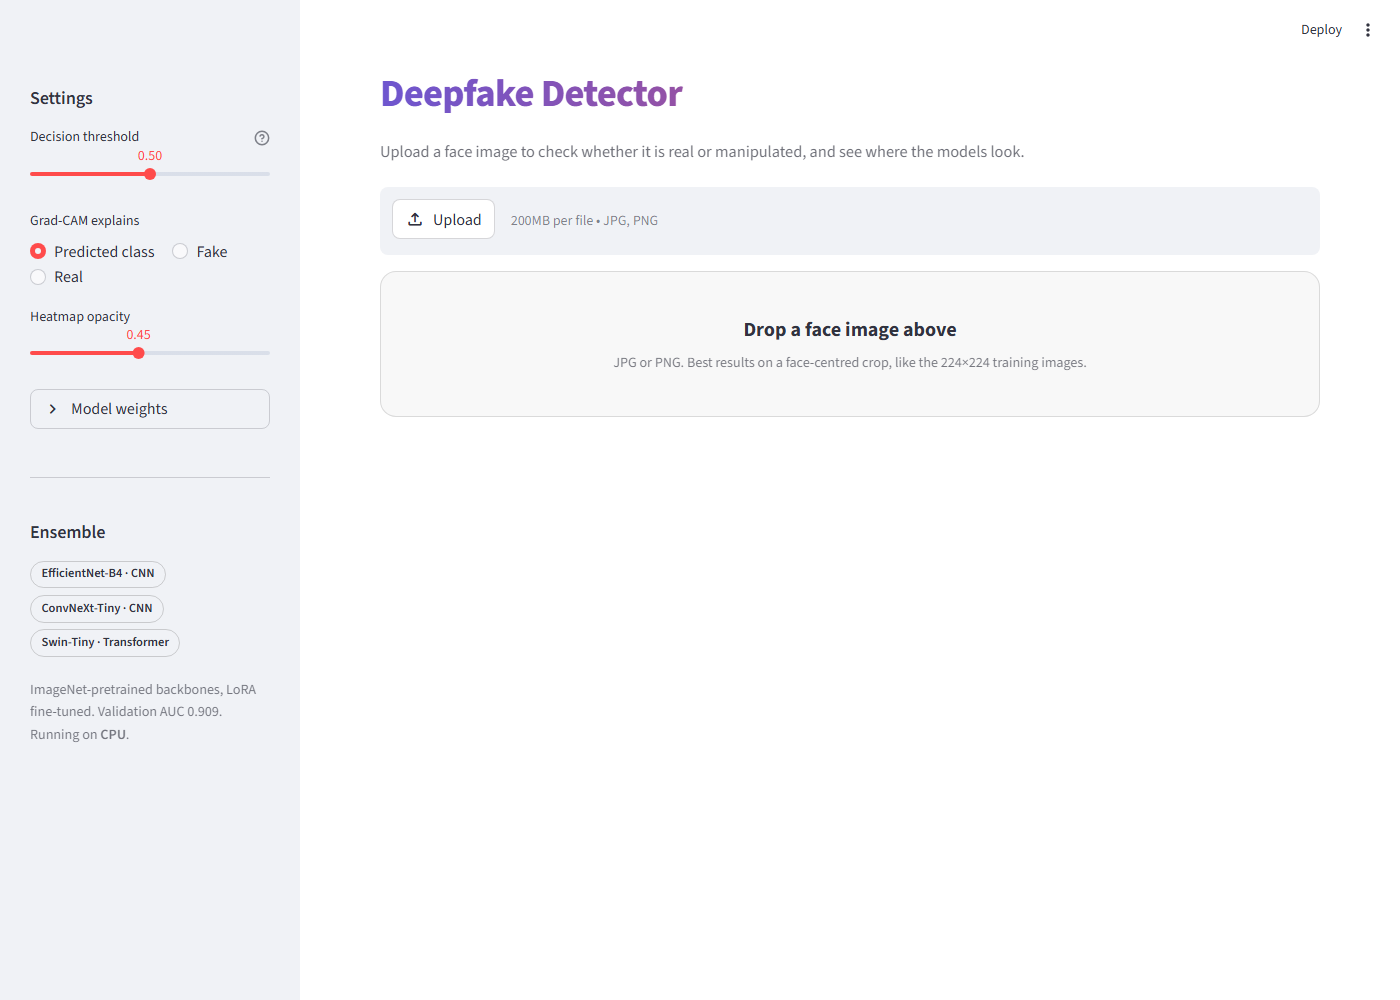 Deploy
Settings
Decision threshold
0.50
Grad-CAM explains
Predicted class
Fake
Real
Heatmap opacity
0.45
Model weights
Ensemble
EfficientNet-B4 · CNN
ConvNeXt-Tiny · CNN
Swin-Tiny · Transformer
ImageNet-pretrained backbones, LoRA
fine-tuned. Validation AUC 0.909.
Running on CPU.
Deepfake Detector
Upload a face image to check whether it is real or manipulated, and see where the models look.
Upload
200MB per file • JPG, PNG
Drop a face image above
JPG or PNG. Best results on a face-centred crop, like the 224×224 training images.